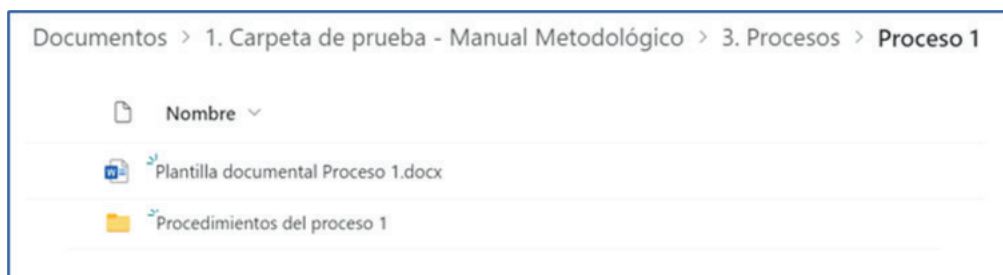 Documentos > 1. Carpeta de prueba - Manual Metodológico > 3. Procesos > Proceso 1
Nombre
Plantilla documental Proceso 1.docx
Procedimientos del proceso 1